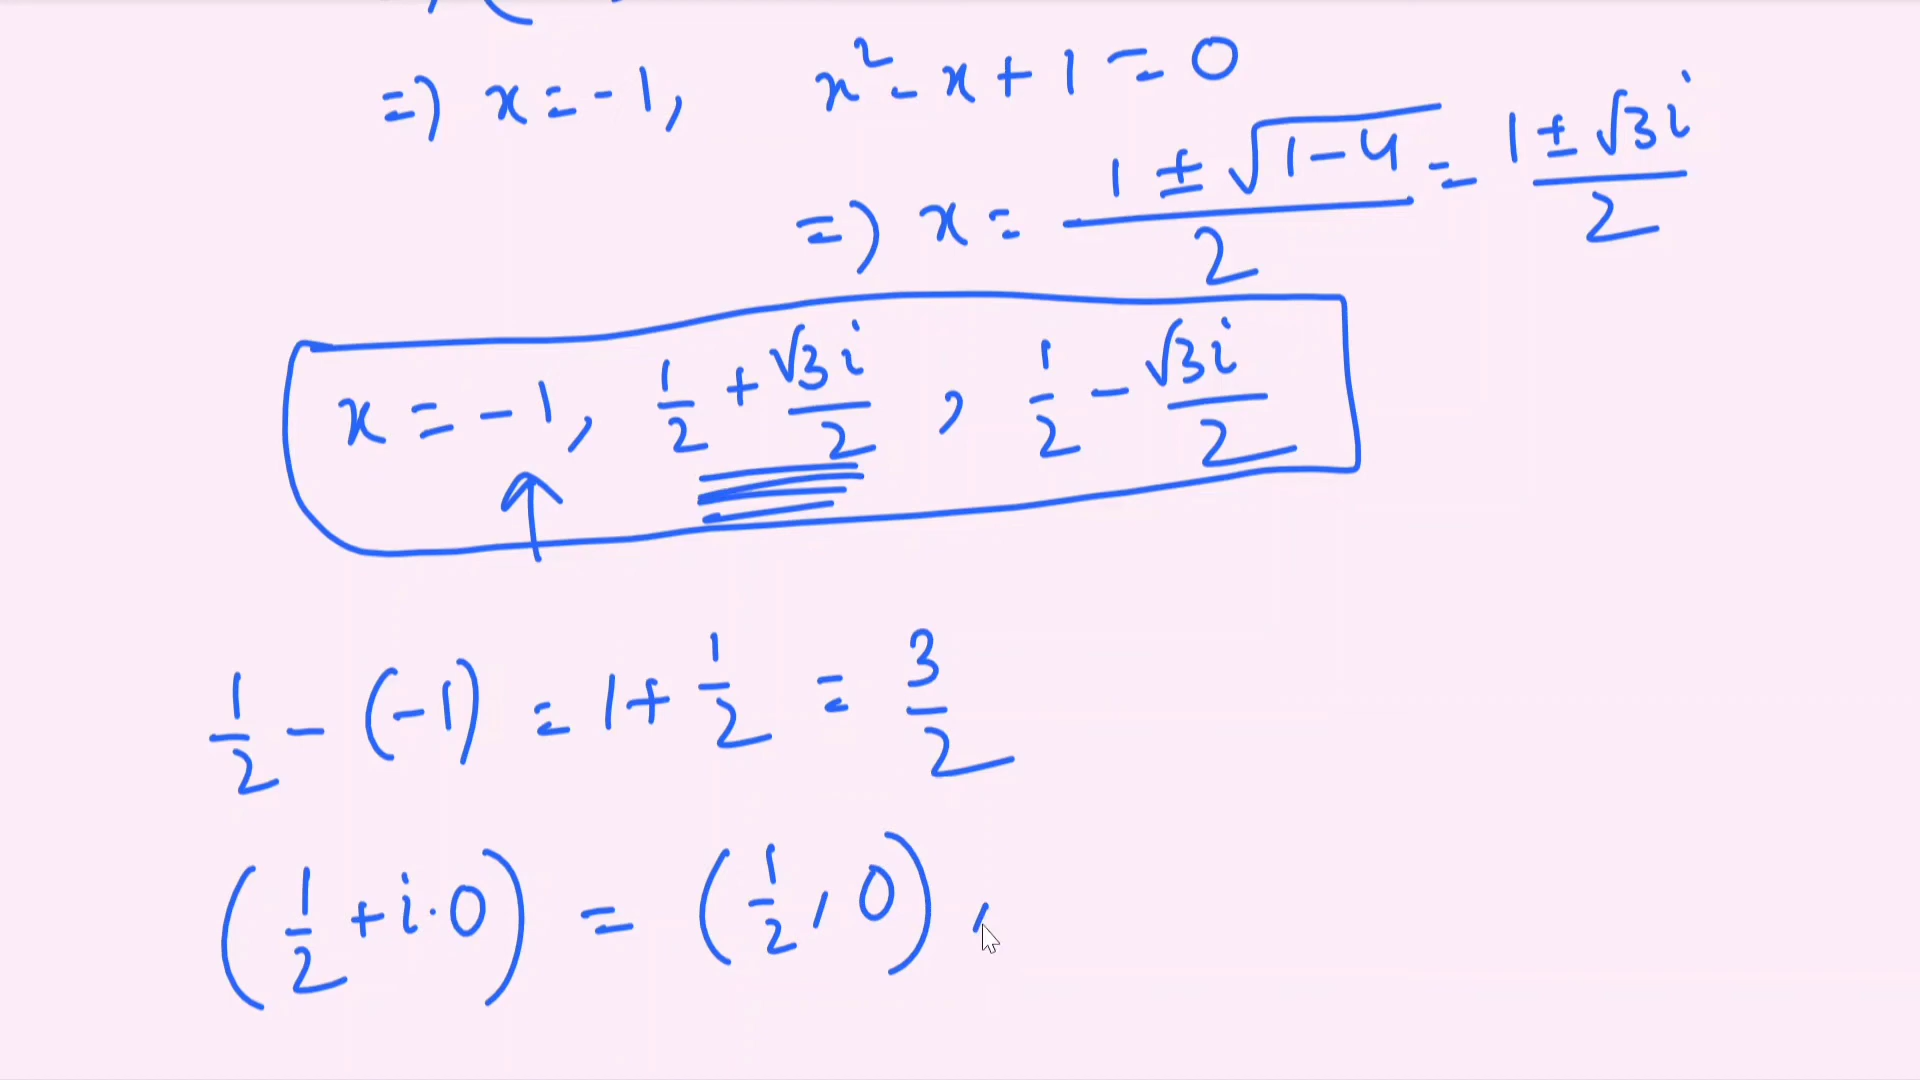 => x = -1, x² - x + 1 = 0
=> x = (1 ± √(1-4))/2 = (1 ± √3 i)/2
x = -1, 1/2 + √3 i/2 , 1/2 - √3 i/2
1/2 - (-1) = 1 + 1/2 = 3/2
(1/2 + i·0) = (1/2, 0) ,